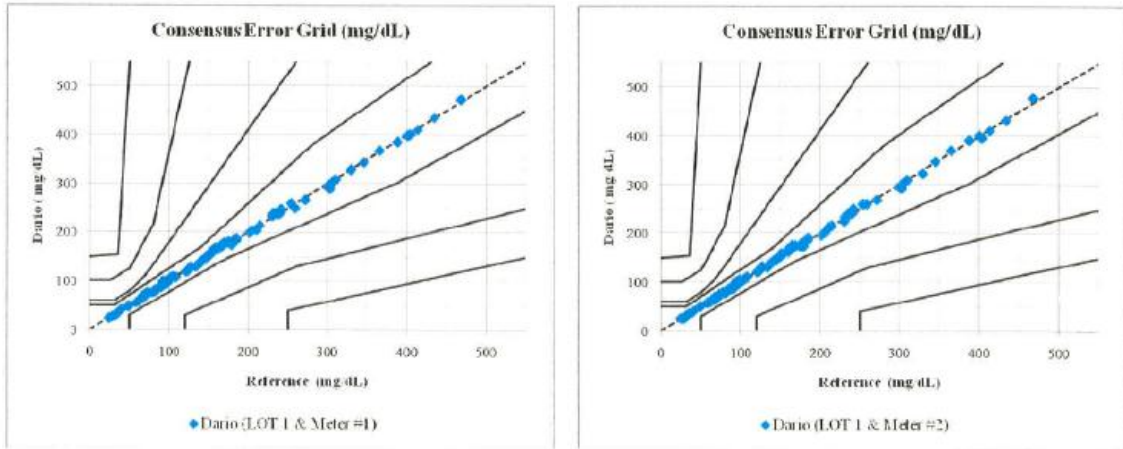 Consensus Error Grid (mg/dL)
500
400
300
200
100
0
Dario (mg/dL)
0 100 200 300 400 500
Reference (mg/dL)
Dario (LOT 1 & Meter #1)
Consensus Error Grid (mg/dL)
500
400
300
200
100
0
Dario (mg/dL)
0 100 200 300 400 500
Reference (mg/dL)
Dario (LOT 1 & Meter #2)